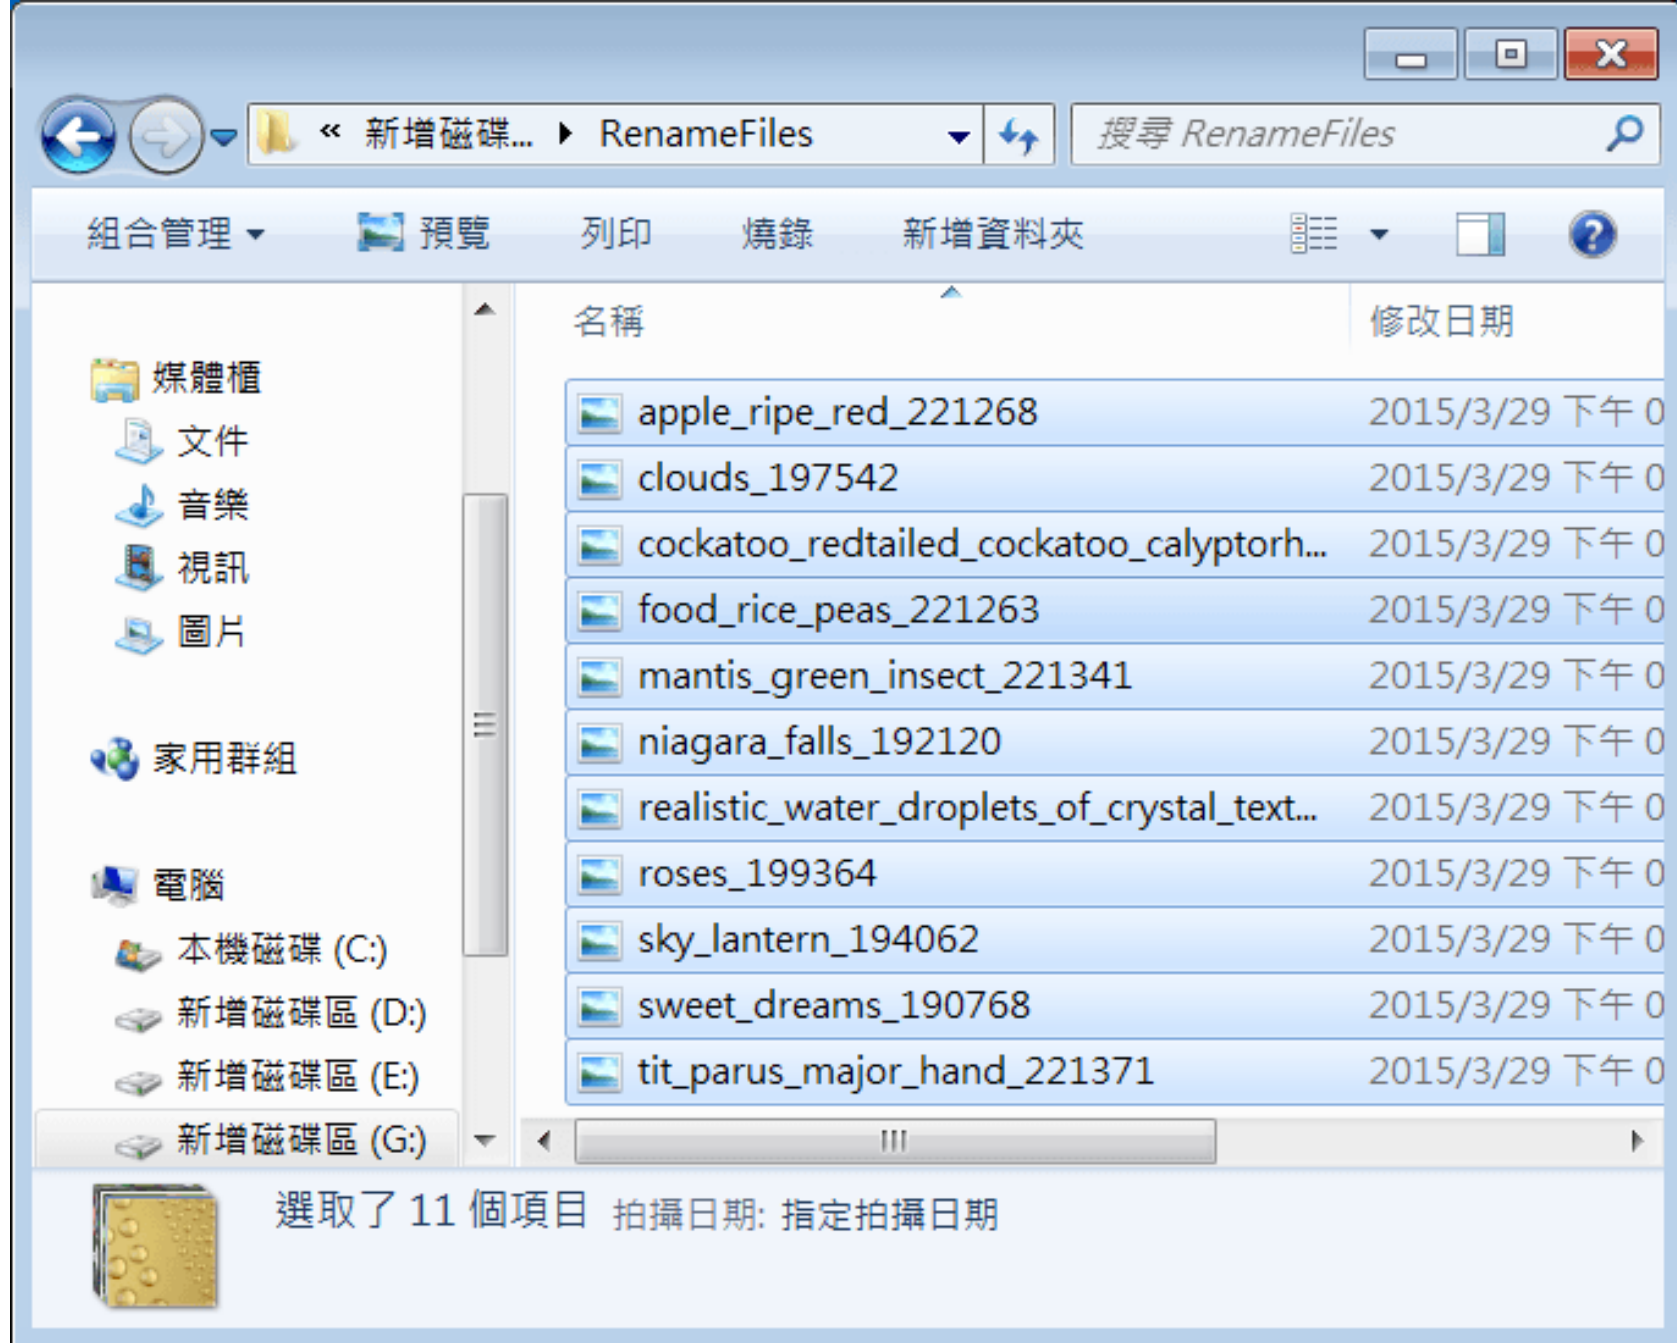 « 新增磁碟... ▶ RenameFiles
搜尋 RenameFiles
組合管理 預覽 列印 燒錄 新增資料夾
媒體櫃
文件
音樂
視訊
圖片
家用群組
電腦
本機磁碟 (C:)
新增磁碟區 (D:)
新增磁碟區 (E:)
新增磁碟區 (G:)
名稱 修改日期
apple_ripe_red_221268 2015/3/29 下午 0
clouds_197542 2015/3/29 下午 0
cockatoo_redtailed_cockatoo_calyptorh... 2015/3/29 下午 0
food_rice_peas_221263 2015/3/29 下午 0
mantis_green_insect_221341 2015/3/29 下午 0
niagara_falls_192120 2015/3/29 下午 0
realistic_water_droplets_of_crystal_text... 2015/3/29 下午 0
roses_199364 2015/3/29 下午 0
sky_lantern_194062 2015/3/29 下午 0
sweet_dreams_190768 2015/3/29 下午 0
tit_parus_major_hand_221371 2015/3/29 下午 0
選取了 11 個項目 拍攝日期: 指定拍攝日期